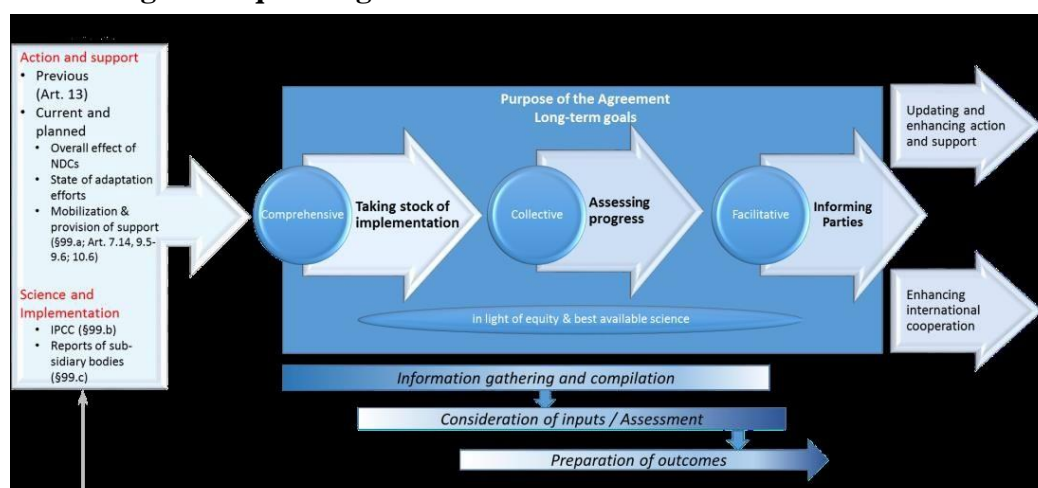 Action and support
• Previous
(Art. 13)
• Current and
planned
• Overall effect of
NDCs
• State of adaptation
efforts
• Mobilization &
provision of support
(§99.a; Art. 7.14, 9.5-
9.6; 10.6)
Science and
Implementation
• IPCC (§99.b)
• Reports of sub-
sidiary bodies
(§99.c)
Purpose of the Agreement
Long-term goals
Comprehensive
Taking stock of
implementation
Collective
Assessing
progress
Facilitative
Informing
Parties
in light of equity & best available science
Updating and
enhancing action
and support
Enhancing
international
cooperation
Information gathering and compilation
Consideration of inputs / Assessment
Preparation of outcomes